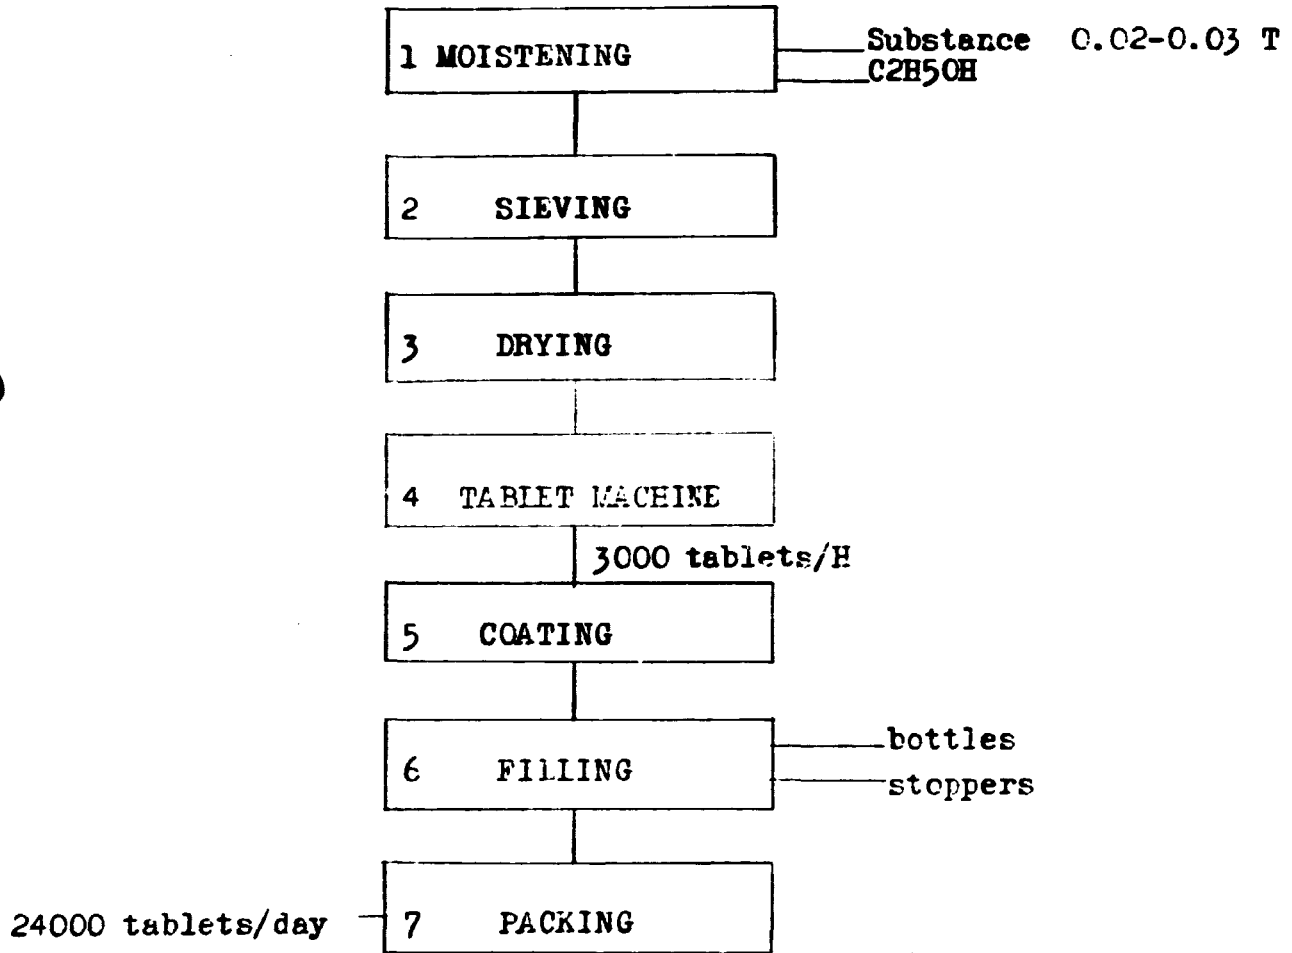 1 MOISTENING
Substance 0.02-0.03 T
C2H5OH
2 SIEVING
3 DRYING
4 TABLET MACHINE
3000 tablets/H
5 COATING
6 FILLING
bottles
stoppers
24000 tablets/day
7 PACKING